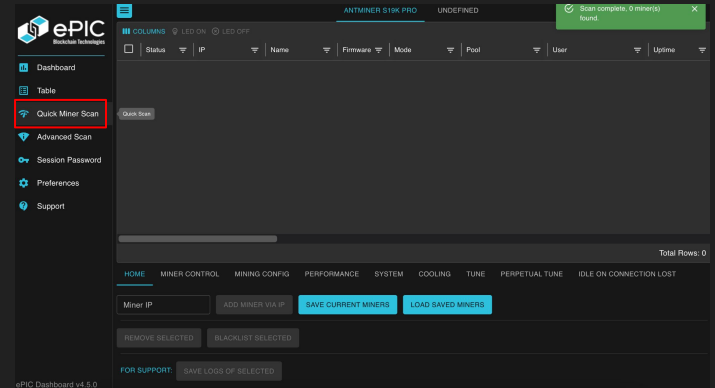 ePIC
Blockchain Technologies
Dashboard
Table
Quick Miner Scan
Advanced Scan
Session Password
Preferences
Support
ePIC Dashboard v4.5.0
ANTMINER S19K PRO
UNDEFINED
Scan complete, 0 miner(s)
found.
COLUMNS
LED ON
LED OFF
Status
IP
Name
Firmware
Mode
Pool
User
Uptime
Quick Scan
Total Rows: 0
HOME
MINER CONTROL
MINING CONFIG
PERFORMANCE
SYSTEM
COOLING
TUNE
PERPETUAL TUNE
IDLE ON CONNECTION LOST
Miner IP
ADD MINER VIA IP
SAVE CURRENT MINERS
LOAD SAVED MINERS
REMOVE SELECTED
BLACKLIST SELECTED
FOR SUPPORT:
SAVE LOGS OF SELECTED